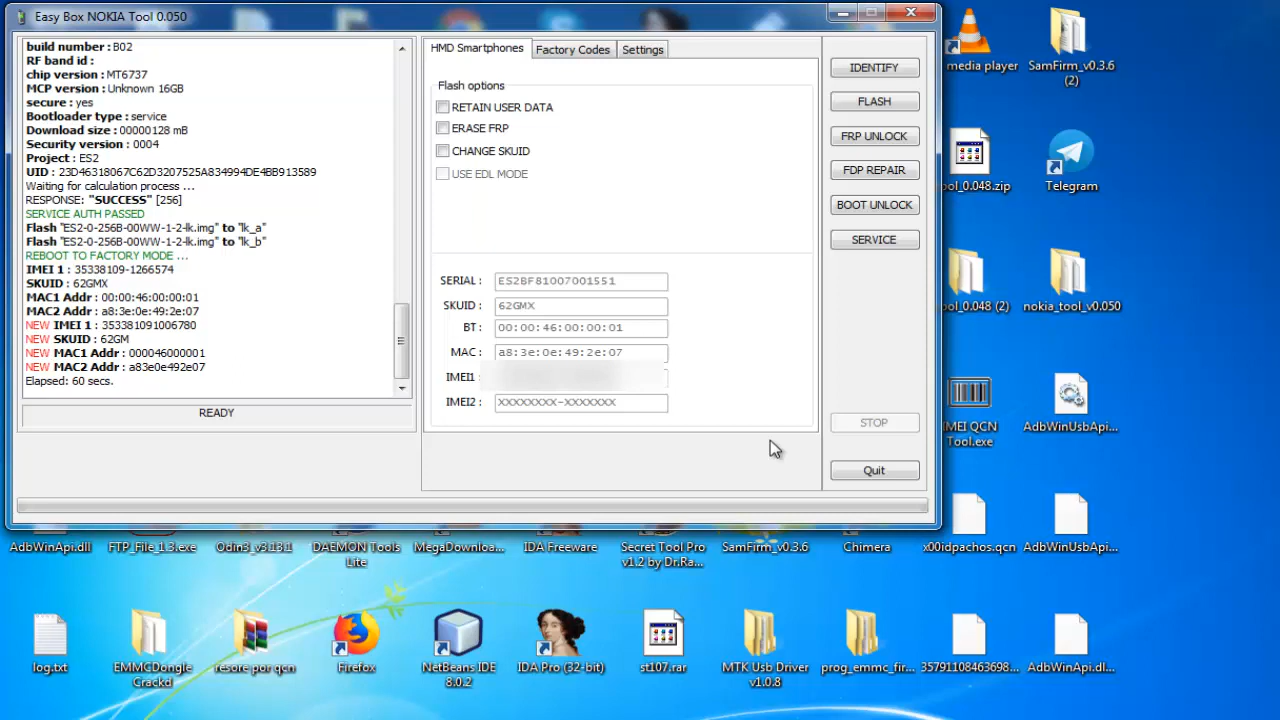 Easy Box NOKIA Tool 0.050
build number : B02
RF band id :
chip version : MT6737
MCP version : Unknown 16GB
secure : yes
Bootloader type : service
Download size : 00000128 mB
Security version : 0004
Project : ES2
UID : 23D46318067C62D3207525A834994DE4BB913589
Waiting for calculation process ...
RESPONSE: "SUCCESS" [256]
SERVICE AUTH PASSED
Flash "ES2-0-256B-00WW-1-2-lk.img" to "lk_a"
Flash "ES2-0-256B-00WW-1-2-lk.img" to "lk_b"
REBOOT TO FACTORY MODE ...
IMEI 1 : 35338109-1266574
SKUID : 62GMX
MAC1 Addr : 00:00:46:00:00:01
MAC2 Addr : a8:3e:0e:49:2e:07
NEW IMEI 1 : 353381091006780
NEW SKUID : 62GM
NEW MAC1 Addr : 000046000001
NEW MAC2 Addr : a83e0e492e07
Elapsed: 60 secs.
READY
HMD Smartphones
Factory Codes
Settings
Flash options
RETAIN USER DATA
ERASE FRP
CHANGE SKUID
USE EDL MODE
SERIAL : ES2BF81007001551
SKUID : 62GMX
BT : 00:00:46:00:00:01
MAC : a8:3e:0e:49:2e:07
IMEI1 :
IMEI2 : XXXXXXXX-XXXXXXX
IDENTIFY
FLASH
FRP UNLOCK
FDP REPAIR
BOOT UNLOCK
SERVICE
STOP
Quit
media player
SamFirm_v0.3.6
(2)
ool_0.048.zip
Telegram
ool_0.048 (2)
nokia_tool_v0.050
IMEI QCN
Tool.exe
AdbWinUsbApi...
AdbWinApi.dll
FTP_File_1.3.exe
Odin3_v3.13.1
DAEMON Tools
Lite
MegaDownloa...
IDA Freeware
Secret Tool Pro
v1.2 by Dr.Ra...
SamFirm_v0.3.6
Chimera
x00idpachos.qcn
AdbWinUsbApi...
log.txt
EMMCDongle
Crackd
resore por qcn
Firefox
NetBeans IDE
8.0.2
IDA Pro (32-bit)
st107.rar
MTK Usb Driver
v1.0.8
prog_emmc_fir...
35791108463698...
AdbWinApi.dl...